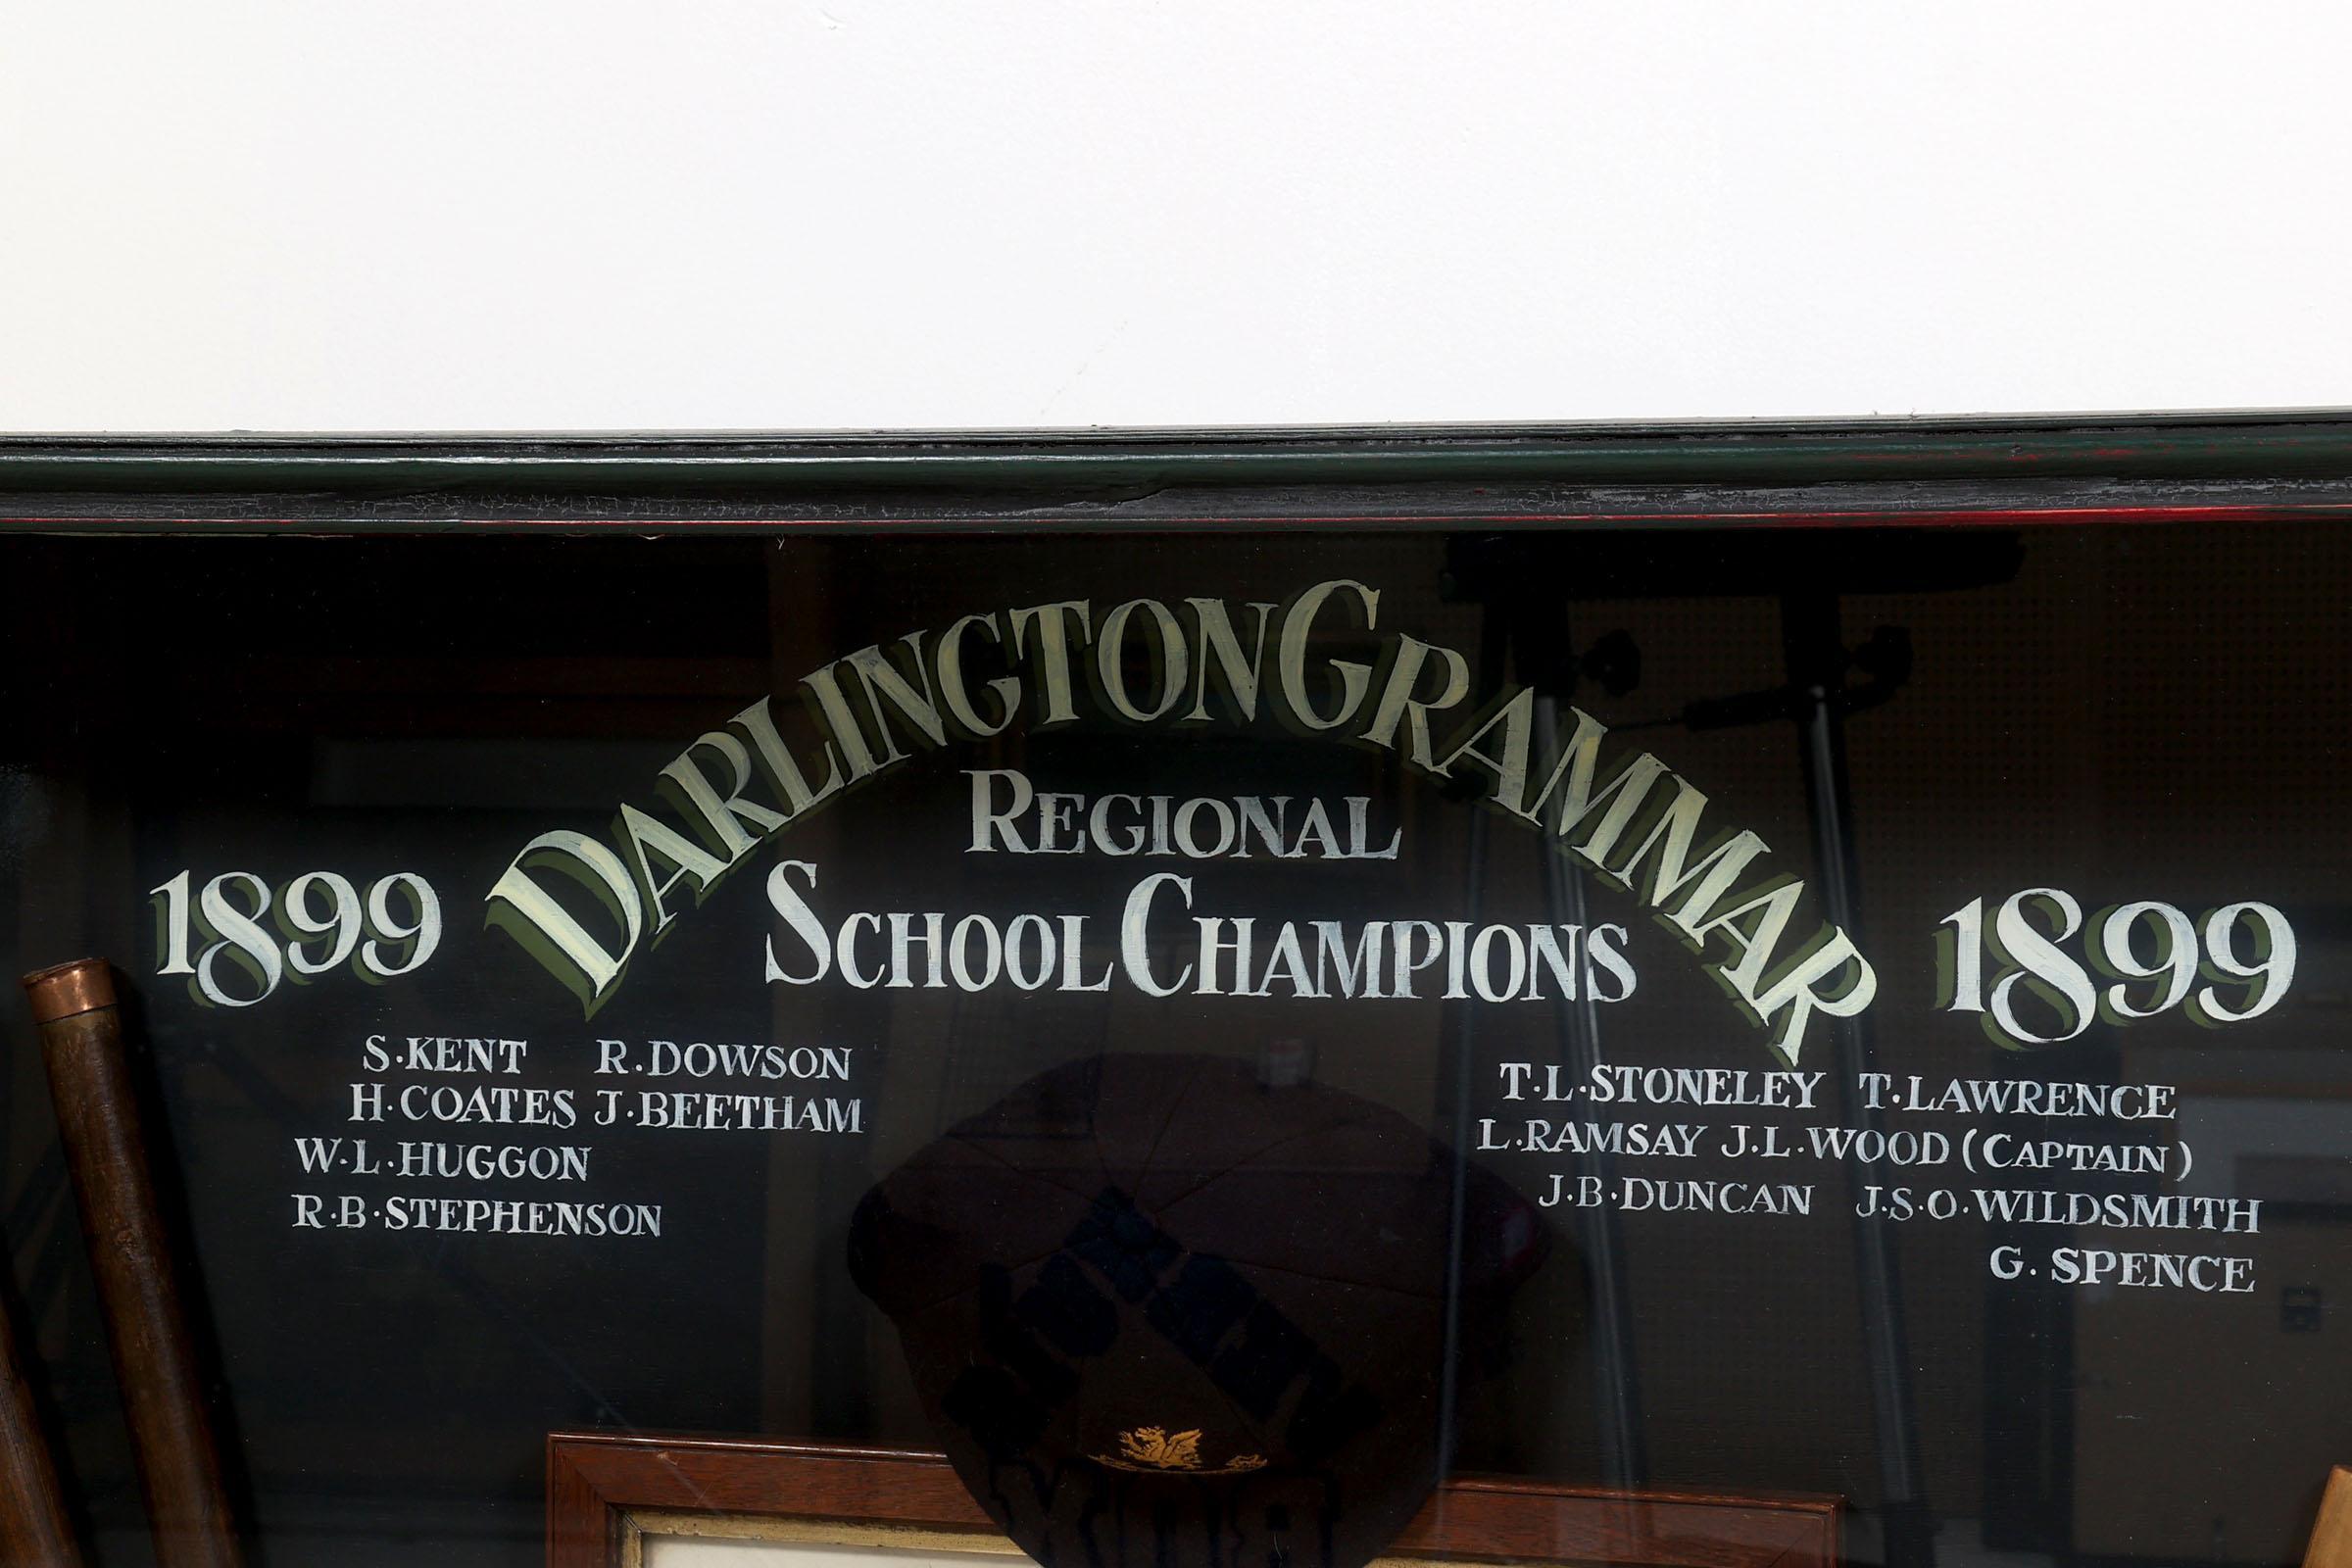 DARLINGTON GRAMMAR
REGIONAL
SCHOOL CHAMPIONS
1899
1899
S·KENT R.DOWSON
H·COATES J·BEETHAM
W·L·HUGGON
R·B·STEPHENSON
T·L·STONELEY T·LAWRENCE
L·RAMSAY J.L·WOOD (CAPTAIN)
J·B·DUNCAN J.S·O·WILDSMITH
G. SPENCE